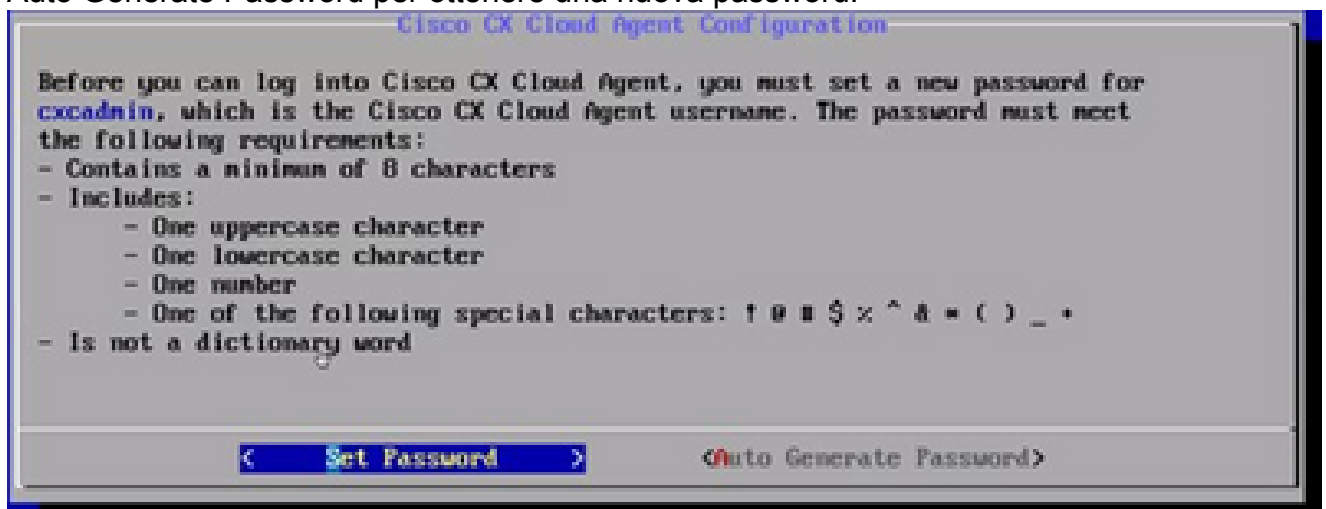 Auto Generate Password per ottenere una nuova password.
Cisco CX Cloud Agent Configuration
Before you can log into Cisco CX Cloud Agent, you must set a new password for
cxcadmin, which is the Cisco CX Cloud Agent username. The password must meet
the following requirements:
- Contains a minimum of 8 characters
- Includes:
- One uppercase character
- One lowercase character
- One number
- One of the following special characters: ! @ # $ % ^ & * ( ) _ +
- Is not a dictionary word
< Set Password > <Auto Generate Password>